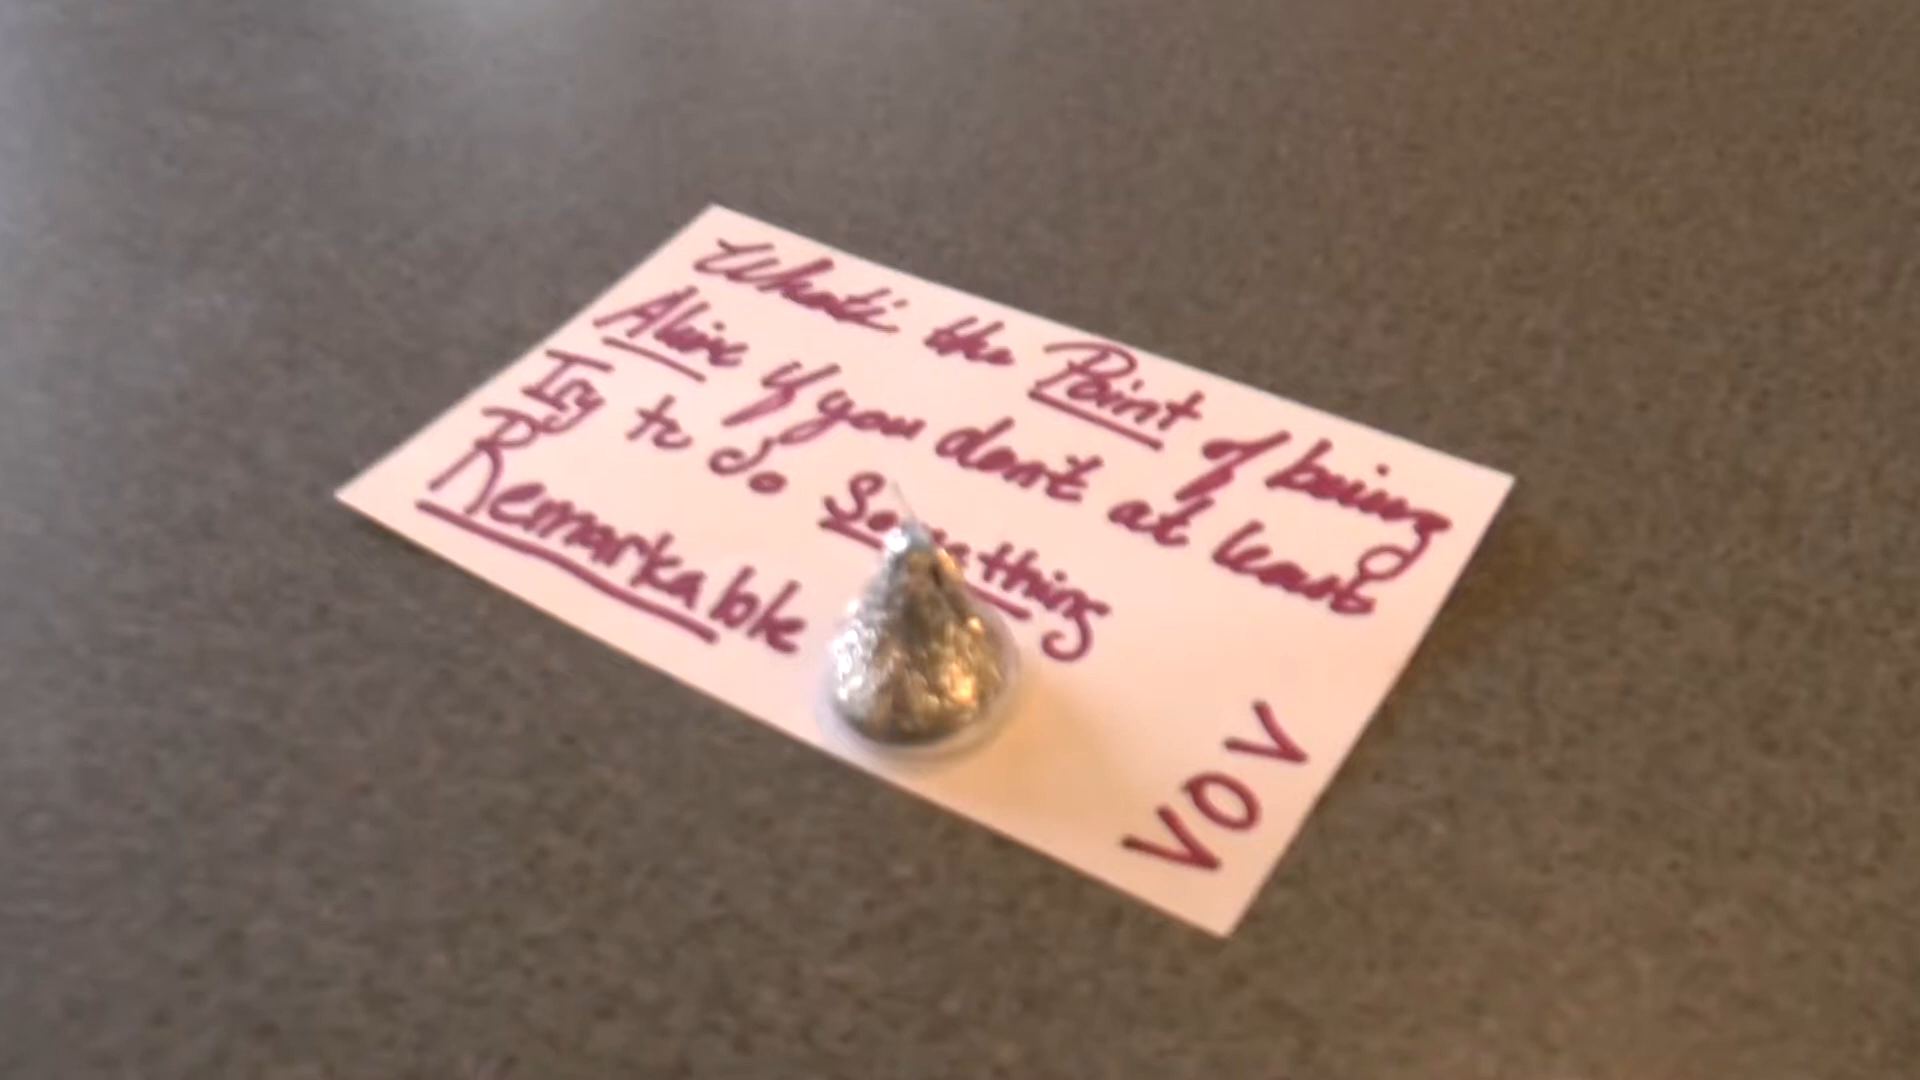 What's the Point of being
Alive if you don't at least
Try to do Something
Remarkable
VOV